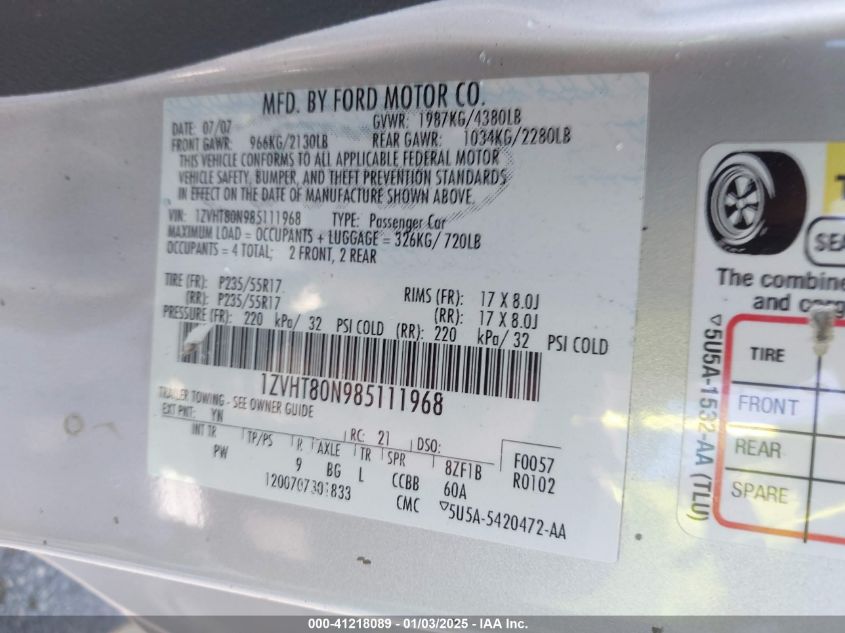 MFD. BY FORD MOTOR CO.
DATE: 07/07 GVWR: 1987KG/4380LB
FRONT GAWR: 966KG/2130LB REAR GAWR: 1034KG/2280LB
THIS VEHICLE CONFORMS TO ALL APPLICABLE FEDERAL MOTOR
VEHICLE SAFETY, BUMPER, AND THEFT PREVENTION STANDARDS
IN EFFECT ON THE DATE OF MANUFACTURE SHOWN ABOVE.
VIN: 1ZVHT80N985111968 TYPE: Passenger Car
MAXIMUM LOAD = OCCUPANTS + LUGGAGE = 326KG/720LB
OCCUPANTS = 4 TOTAL; 2 FRONT, 2 REAR
TIRE (FR): P235/55R17 RIMS (FR): 17 X 8.0J
(RR): P235/55R17 (RR): 17 X 8.0J
PRESSURE (FR): 220 kPa/ 32 PSI COLD (RR): 220 kPa/ 32 PSI COLD
1ZVHT80N985111968
TRAILER TOWING - SEE OWNER GUIDE
EXT PNT: YN RC: 21 DSO: F0057
INT TR TP/PS R AXLE TR SPR 8ZF1B R0102
PW 9 BG L CCBB 60A
CMC
▽5U5A-5420472-AA
SEA
The combine
and carg
TIRE
FRONT
REAR
SPARE
▽5U5A-1532-AA (TLU)
000-41218089 - 01/03/2025 - IAAI.com.